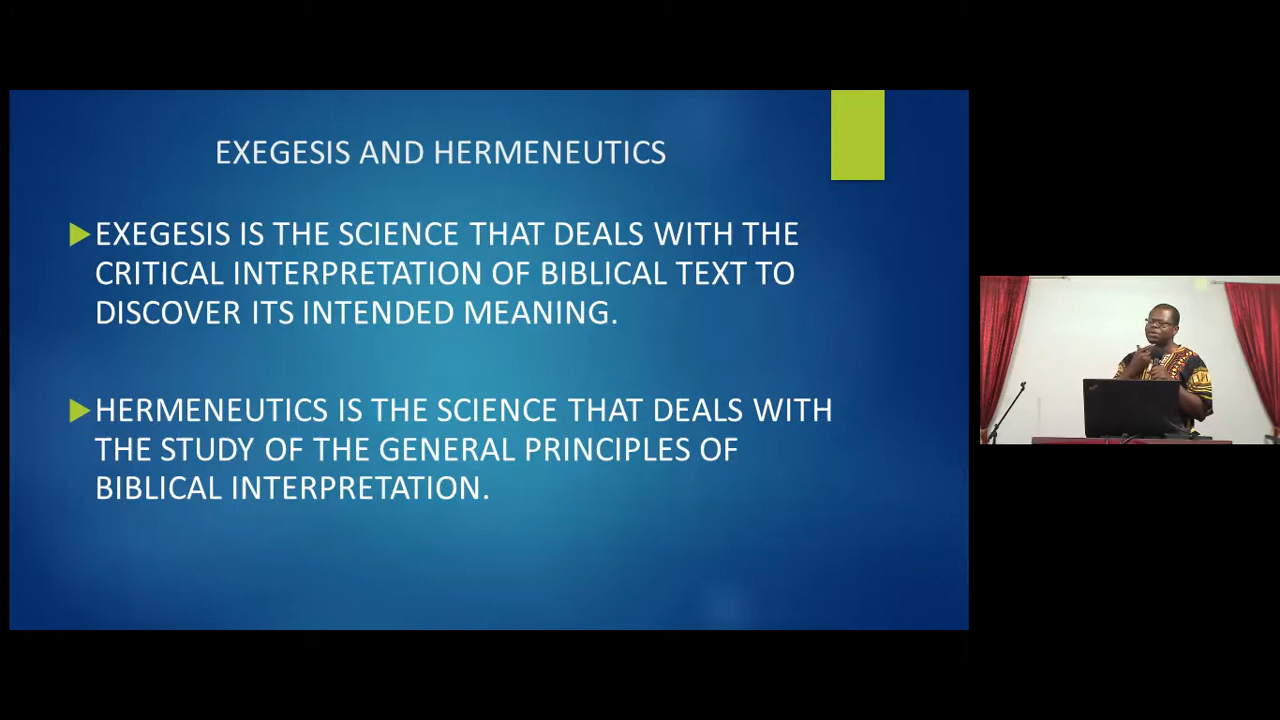 EXEGESIS AND HERMENEUTICS
EXEGESIS IS THE SCIENCE THAT DEALS WITH THE
CRITICAL INTERPRETATION OF BIBLICAL TEXT TO
DISCOVER ITS INTENDED MEANING.
HERMENEUTICS IS THE SCIENCE THAT DEALS WITH
THE STUDY OF THE GENERAL PRINCIPLES OF
BIBLICAL INTERPRETATION.